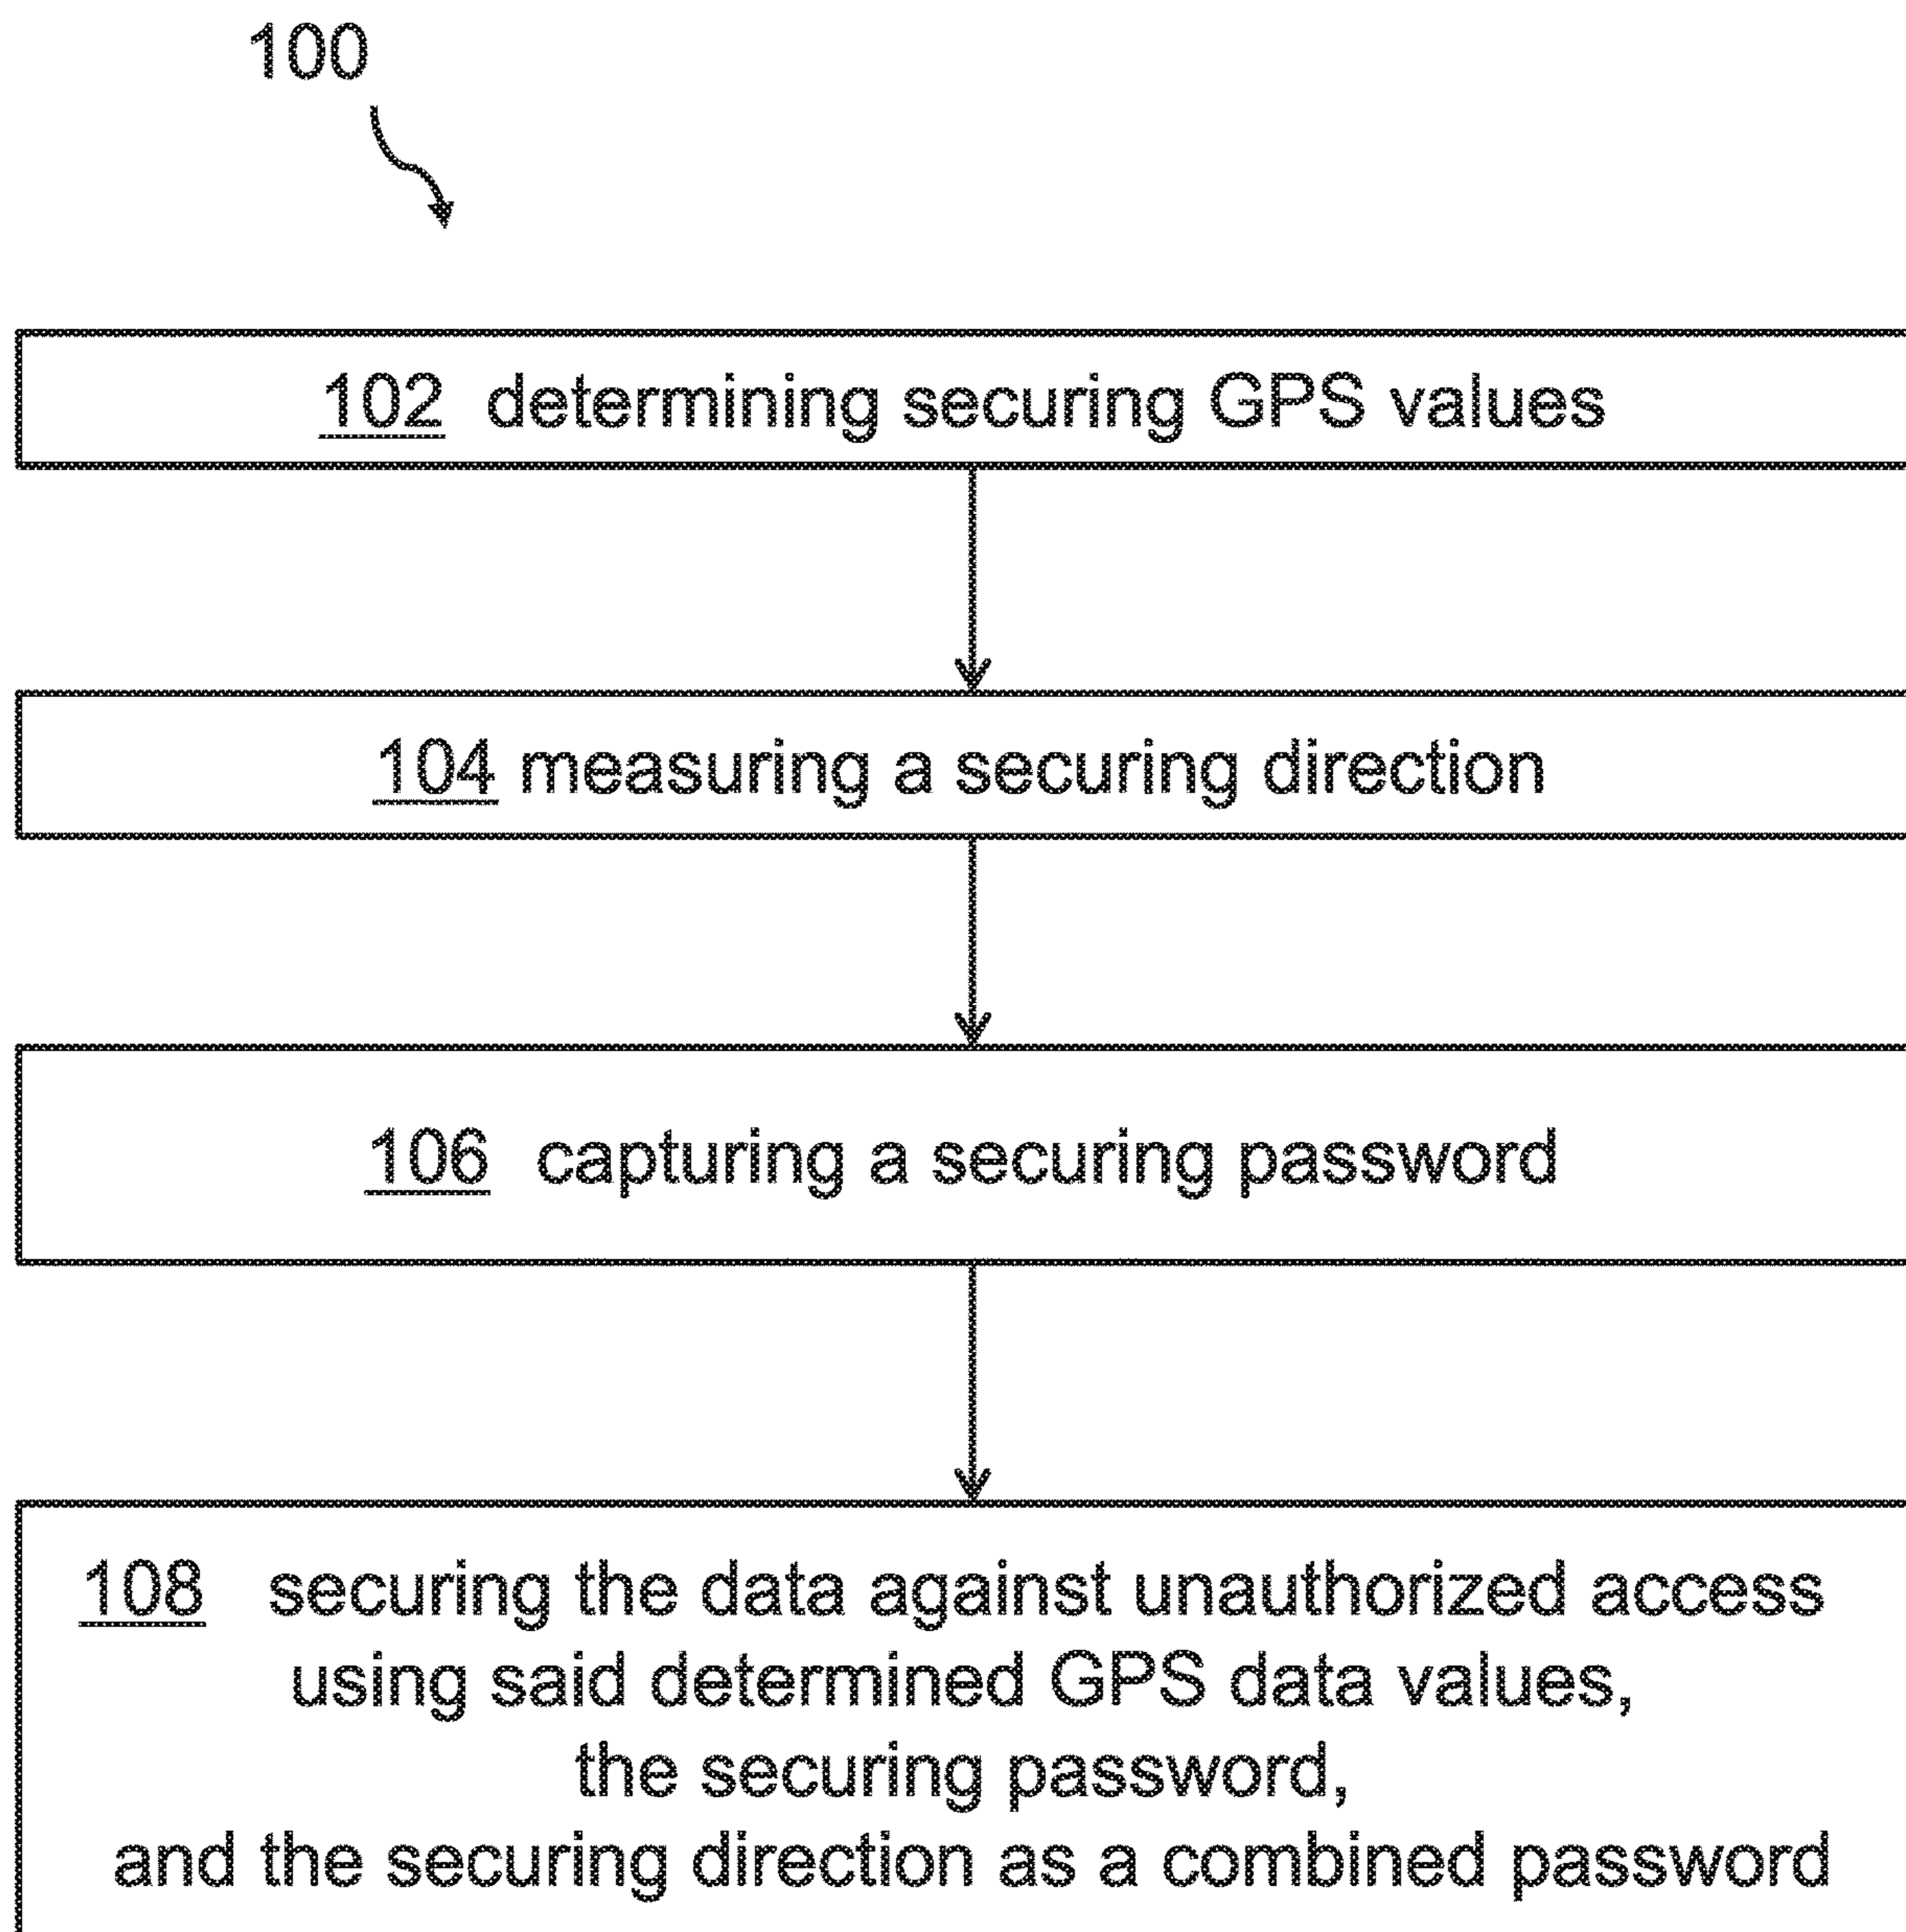 100
102 determining securing GPS values
104 measuring a securing direction
106 capturing a securing password
108 securing the data against unauthorized access
using said determined GPS data values,
the securing password,
and the securing direction as a combined password